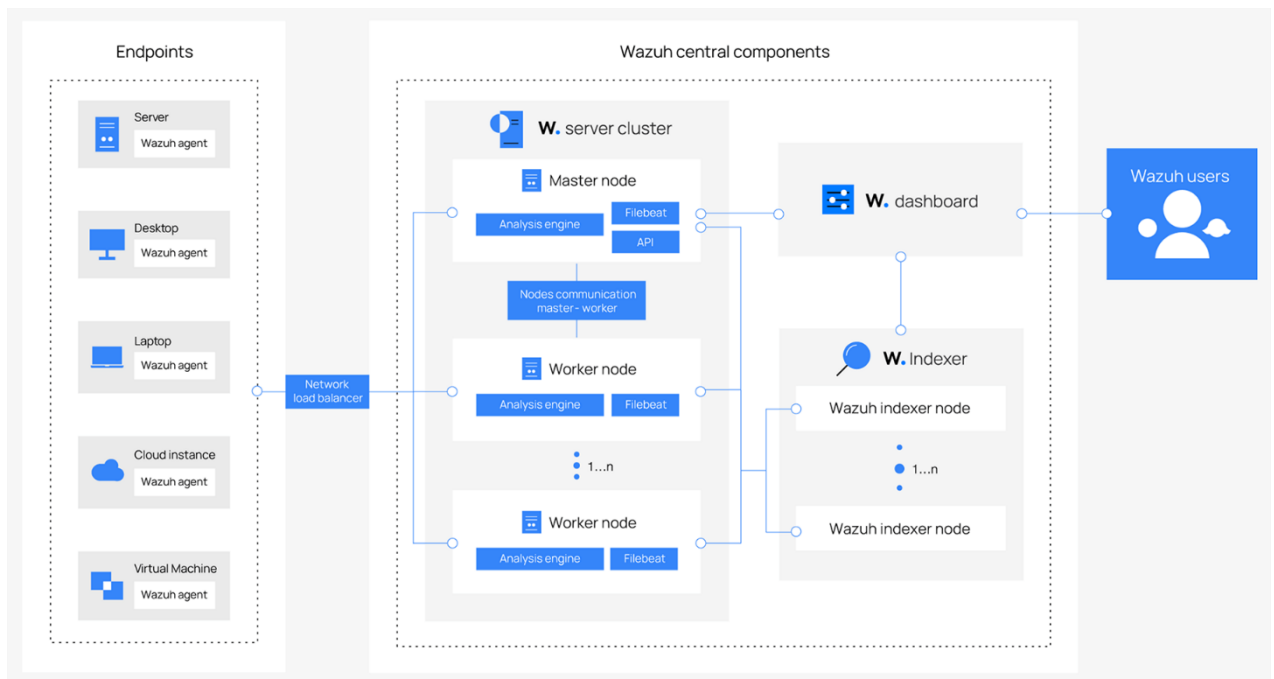 Endpoints
Server
Wazuh agent
Desktop
Wazuh agent
Laptop
Wazuh agent
Cloud instance
Wazuh agent
Virtual Machine
Wazuh agent
Network
load balancer
Wazuh central components
W. server cluster
Master node
Analysis engine
Filebeat
API
Nodes communication
master- worker
Worker node
Analysis engine
Filebeat
1...n
Worker node
Analysis engine
Filebeat
W. dashboard
W. Indexer
Wazuh indexer node
1...n
Wazuh indexer node
Wazuh users